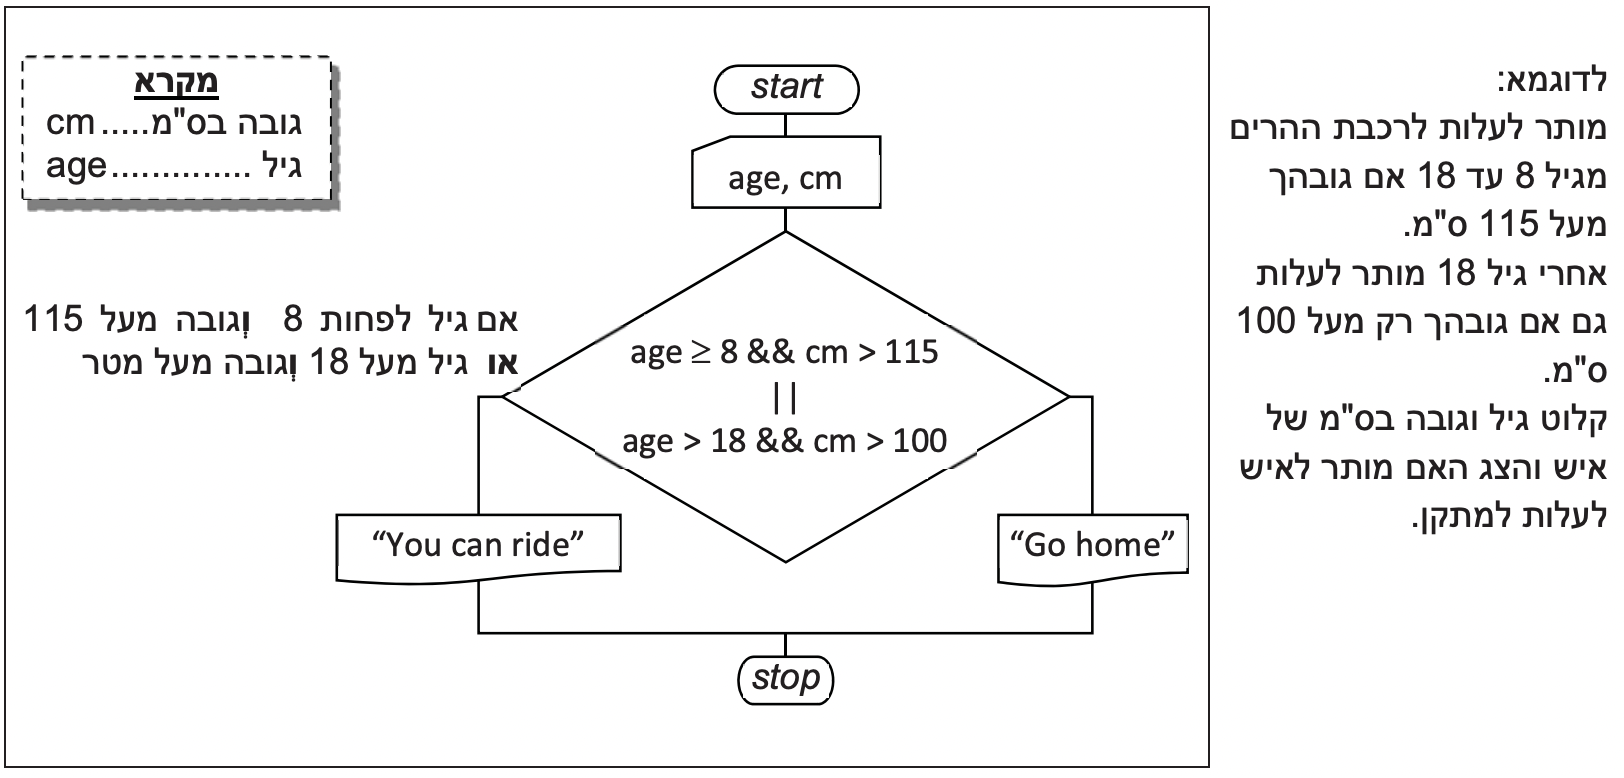 לדוגמא:
מותר לעלות לרכבת ההרים
מגיל 8 עד 18 אם גובהך
מעל 115 ס"מ.
אחרי גיל 18 מותר לעלות
גם אם גובהך רק מעל 100
ס"מ.
קלוט גיל וגובה בס"מ של
איש והצג האם מותר לאיש
לעלות למתקן.
מקרא
גובה בס"מ.....cm
גיל ..............age
start
age, cm
אם גיל לפחות 8 וְגובה מעל 115
או גיל מעל 18 וְגובה מעל מטר
age ≥ 8 && cm > 115
||
age > 18 && cm > 100
“You can ride”
“Go home”
stop